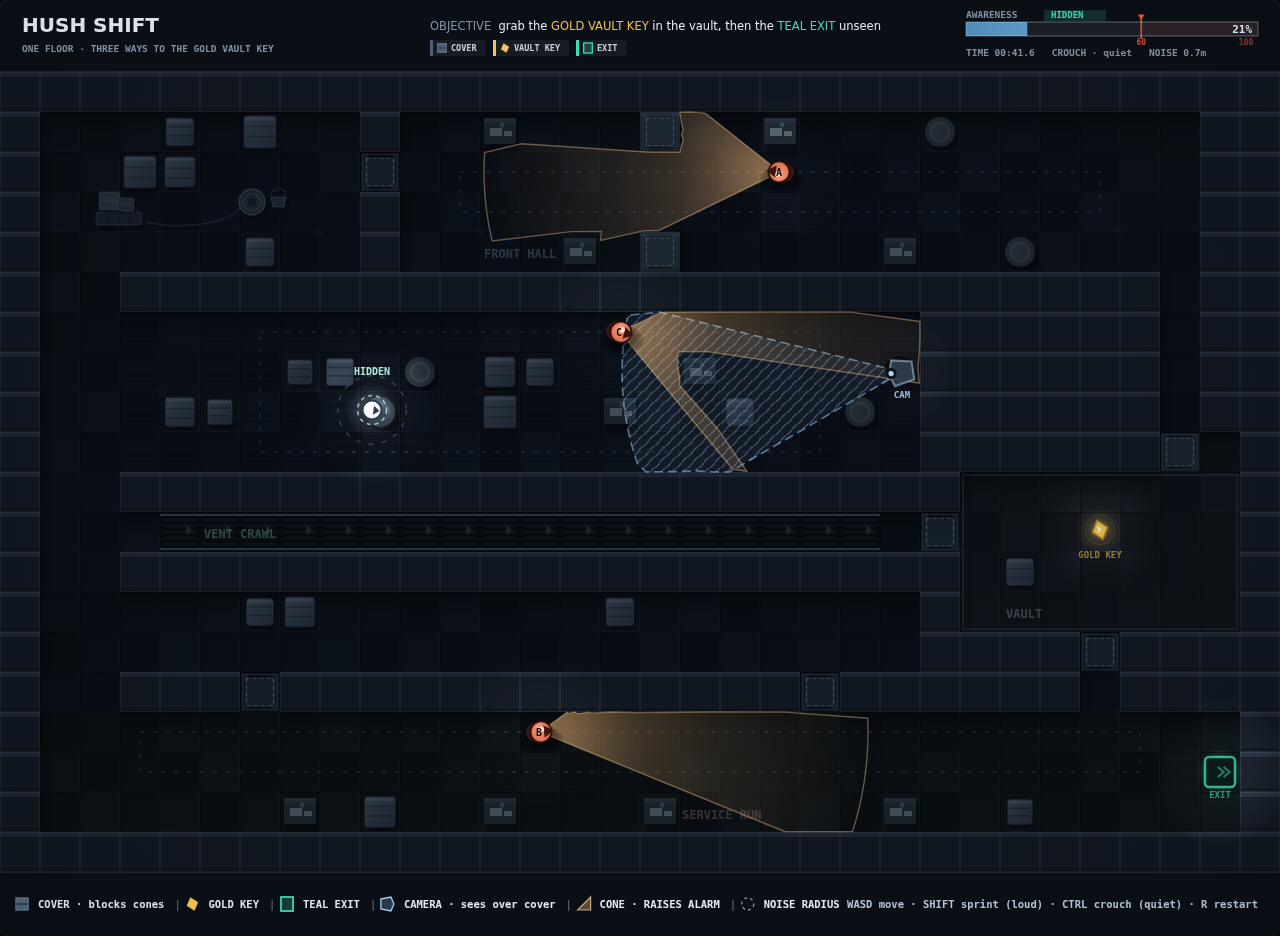 HUSH SHIFT
ONE FLOOR · THREE WAYS TO THE GOLD VAULT KEY
OBJECTIVE grab the GOLD VAULT KEY in the vault, then the TEAL EXIT unseen
COVER VAULT KEY EXIT
AWARENESS HIDDEN
21%
60 100
TIME 00:41.6 CROUCH · quiet NOISE 0.7m
A
FRONT HALL
C
HIDDEN
CAM
VENT CRAWL
GOLD KEY
VAULT
B
EXIT
SERVICE RUN
COVER · blocks cones | GOLD KEY | TEAL EXIT | CAMERA · sees over cover | CONE · RAISES ALARM | NOISE RADIUS WASD move · SHIFT sprint (loud) · CTRL crouch (quiet) · R restart